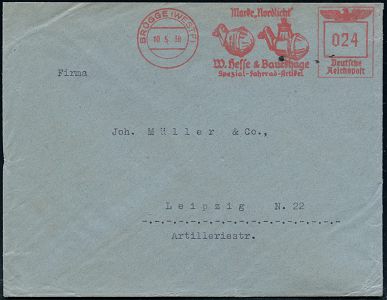 BRÜGGE (WESTF)
10.5.38
Marke „Nordlicht"
W. Hesse & Bauckhage
Spezial-Fahrrad-Artikel
024
Deutsche
Reichspost
Firma
Joh. Müller & Co.,
Leipzig N. 22
Artilleriestr.